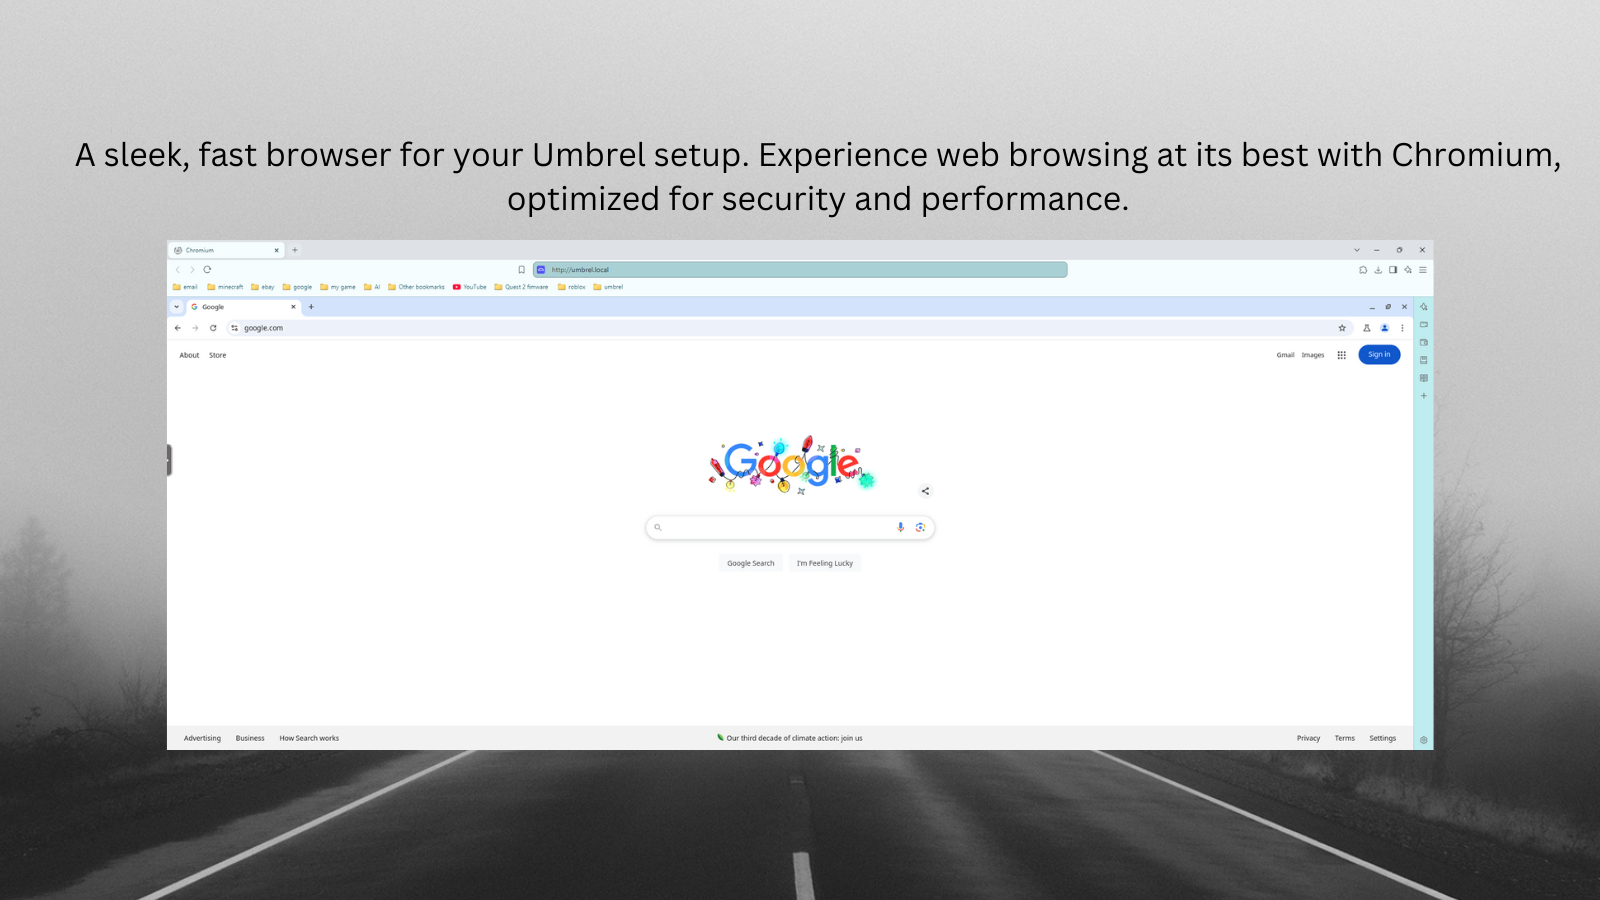 A sleek, fast browser for your Umbrel setup. Experience web browsing at its best with Chromium,
optimized for security and performance.
Chromium
http://umbrel.local
email minecraft ebay google my game AI Other bookmarks YouTube Quest 2 fimware roblox umbrel
Google
google.com
About Store Gmail Images Sign in
Google
Google Search I'm Feeling Lucky
Advertising Business How Search works Our third decade of climate action: join us Privacy Terms Settings